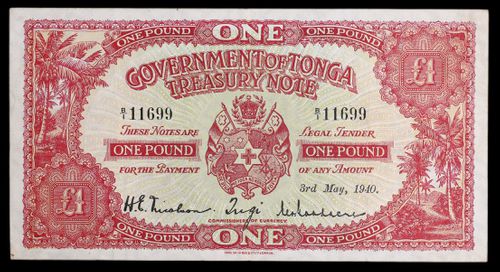 ONE
ONE POUND ONE POUND
GOVERNMENT OF TONGA
TREASURY NOTE
£1
B/1 11699 B/1 11699
THESE NOTES ARE LEGAL TENDER
ONE POUND ONE POUND
FOR THE PAYMENT OF ANY AMOUNT
3rd May, 1940.
£1 £1
Tugi
COMMISSIONERS OF CURRENCY.
ONE POUND ONE POUND
ONE